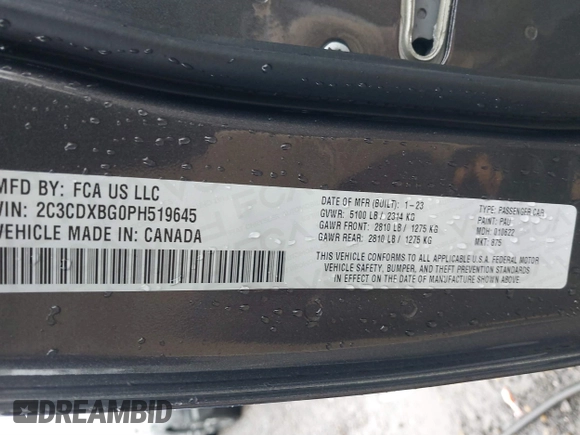 MFD BY: FCA US LLC
VIN: 2C3CDXBG0PH519645
VEHICLE MADE IN: CANADA
DATE OF MFR (BUILT): 1-23
GVWR: 5100 LB / 2314 KG
GAWR FRONT: 2810 LB / 1275 KG
GAWR REAR: 2810 LB / 1275 KG
TYPE: PASSENGER CAR
PAINT: PAU
MDH: 010622
MKT: 875
THIS VEHICLE CONFORMS TO ALL APPLICABLE U.S.A. FEDERAL MOTOR
VEHICLE SAFETY, BUMPER, AND THEFT PREVENTION STANDARDS
IN EFFECT ON THE DATE OF MANUFACTURE SHOWN ABOVE.
DREAMBID